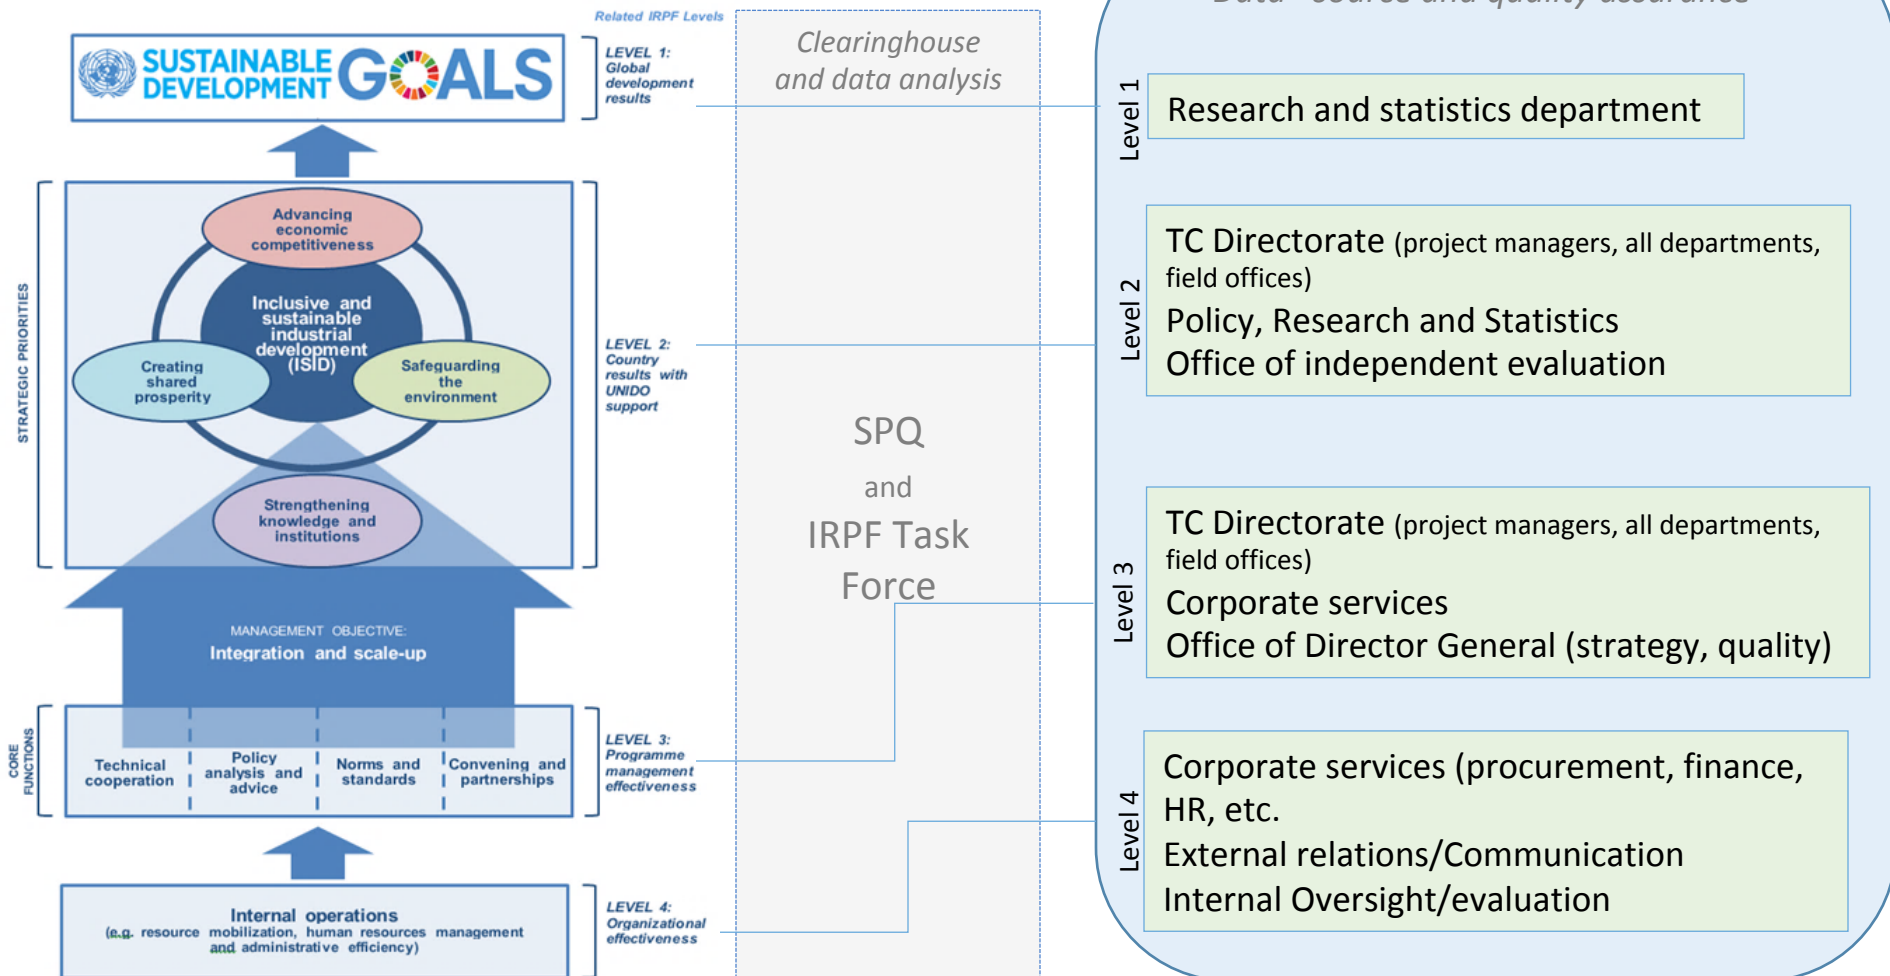 Related IRPF Levels
SUSTAINABLE
DEVELOPMENT
GOALS
LEVEL 1:
Global
development
results
STRATEGIC PRIORITIES
Advancing
economic
competitiveness
Inclusive and
sustainable
industrial
development
(ISID)
Creating
shared
prosperity
Safeguarding
the
environment
Strengthening
knowledge and
institutions
LEVEL 2:
Country
results with
UNIDO
support
MANAGEMENT OBJECTIVE:
Integration and scale-up
CORE
FUNCTIONS
Technical
cooperation
Policy
analysis and
advice
Norms and
standards
Convening and
partnerships
LEVEL 3:
Programme
management
effectiveness
Internal operations
(e.g. resource mobilization, human resources management
and administrative efficiency)
LEVEL 4:
Organizational
effectiveness
Clearinghouse
and data analysis
SPQ
and
IRPF Task
Force
Data source and quality assurance
Level 1
Research and statistics department
Level 2
TC Directorate (project managers, all departments,
field offices)
Policy, Research and Statistics
Office of independent evaluation
Level 3
TC Directorate (project managers, all departments,
field offices)
Corporate services
Office of Director General (strategy, quality)
Level 4
Corporate services (procurement, finance,
HR, etc.
External relations/Communication
Internal Oversight/evaluation